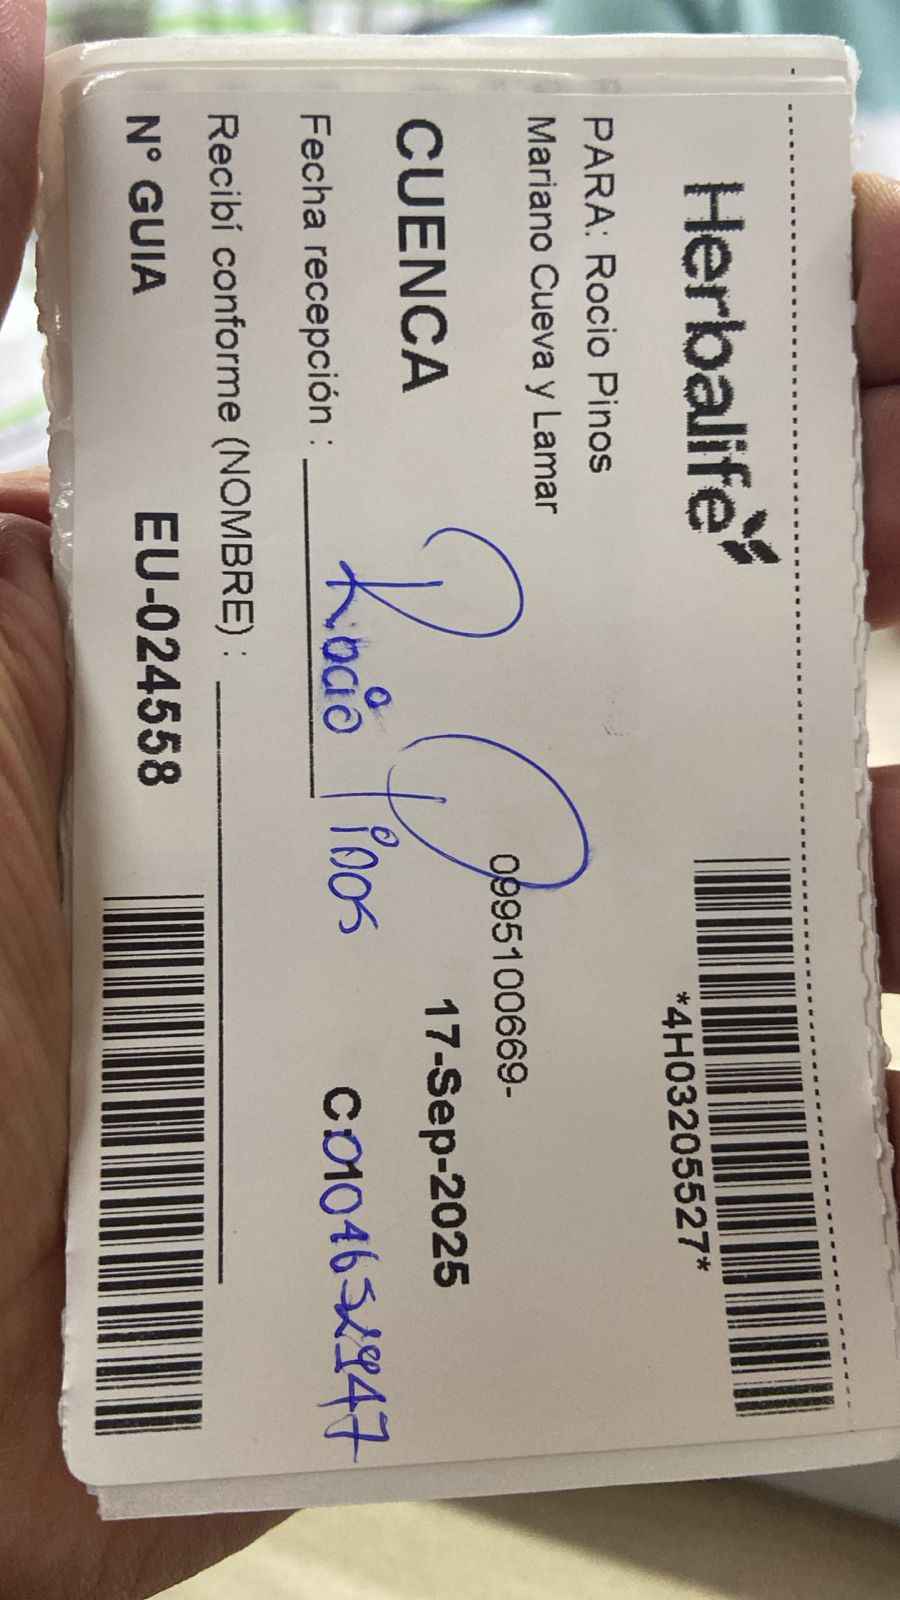 Herbalife
*4H03205527*
PARA: Rocio Pinos
Mariano Cueva y Lamar
0995100669-
CUENCA
17-Sep-2025
Fecha recepción :
Rocio Pinos
C.
Recibí conforme (NOMBRE) :
N° GUIA EU-024558